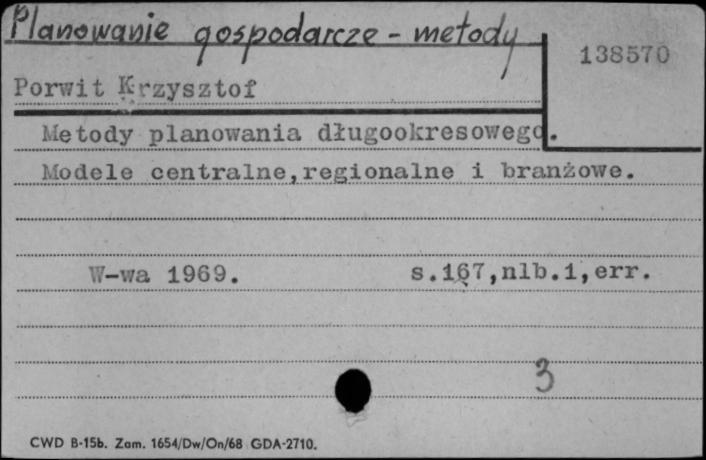 Planowanie gospodarcze - metody
138570
Porwit Krzysztof
Metody planowania długookresowego.
Modele centralne,regionalne i branżowe.
W-wa 1969. s.167,nlb.1,err.
3
CWD B-15b. Zam. 1654/Dw/On/68 GDA-2710.